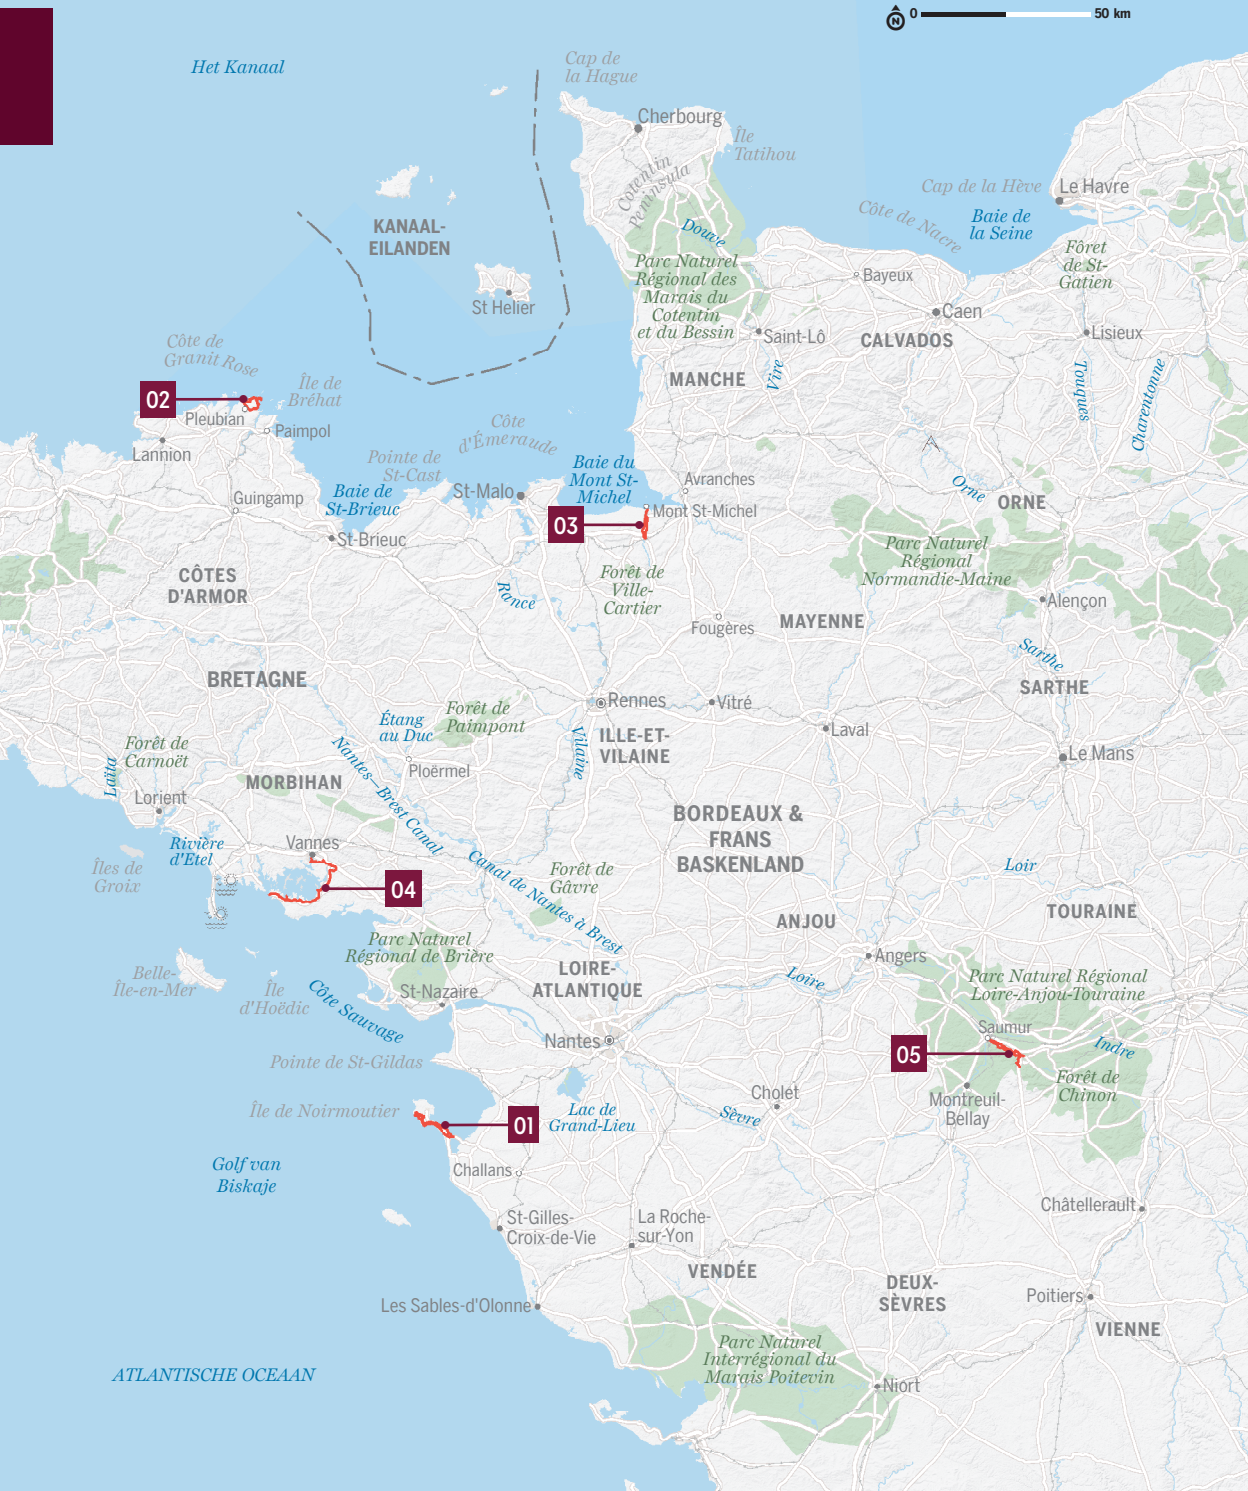 0
50 km
N
Het Kanaal
Cap de
la Hague
Cherbourg
Île
Tatihou
Cotentin
Peninsula
Cap de la Hève
Le Havre
Côte de Nacre
Baie de
la Seine
KANAAL-
EILANDEN
Douve
Parc Naturel
Régional des
Marais du
Cotentin
et du Bessin
Fôret
de St-
Gatien
Bayeux
St Helier
Caen
Saint-Lô
CALVADOS
Lisieux
Côte de
Granit Rose
Vire
MANCHE
Touques
Charentonne
Île de
Bréhat
02
Pleubian
Paimpol
Lannion
Côte
d'Émeraude
Pointe de
St-Cast
Baie du
Mont St-
Michel
Avranches
Guingamp
Baie de
St-Brieuc
St-Malo
Mont St-Michel
03
Orne
ORNE
St-Brieuc
Parc Naturel
Régional
Normandie-Maine
CÔTES
D'ARMOR
Rance
Forêt de
Ville-
Cartier
Alençon
Fougères
MAYENNE
Sarthe
BRETAGNE
SARTHE
Rennes
Vitré
Étang
au Duc
Forêt de
Paimpont
Laval
Vilaine
ILLE-ET-
VILAINE
Le Mans
Forêt de
Carnoët
Laïta
Nantes–Brest Canal
Ploërmel
MORBIHAN
Lorient
BORDEAUX &
FRANS
BASKENLAND
Rivière
d'Etel
Vannes
Îles de
Groix
04
Canal de Nantes à Brest
Forêt de
Gâvre
Loir
TOURAINE
ANJOU
Parc Naturel
Régional de Brière
Angers
LOIRE-
ATLANTIQUE
Loire
Parc Naturel Régional
Loire-Anjou-Touraine
Belle-
Île-en-Mer
Île
d'Hoëdic
Côte Sauvage
St-Nazaire
Saumur
Nantes
05
Indre
Pointe de St-Gildas
Forêt de
Chinon
Cholet
Montreuil-
Bellay
Île de Noirmoutier
01
Lac de
Grand-Lieu
Sèvre
Golf van
Biskaje
Challans
Châtellerault
St-Gilles-
Croix-de-Vie
La Roche-
sur-Yon
VENDÉE
DEUX-
SÈVRES
Poitiers
Les Sables-d'Olonne
VIENNE
Parc Naturel
Interrégional du
Marais Poitevin
ATLANTISCHE OCEAAN
Niort